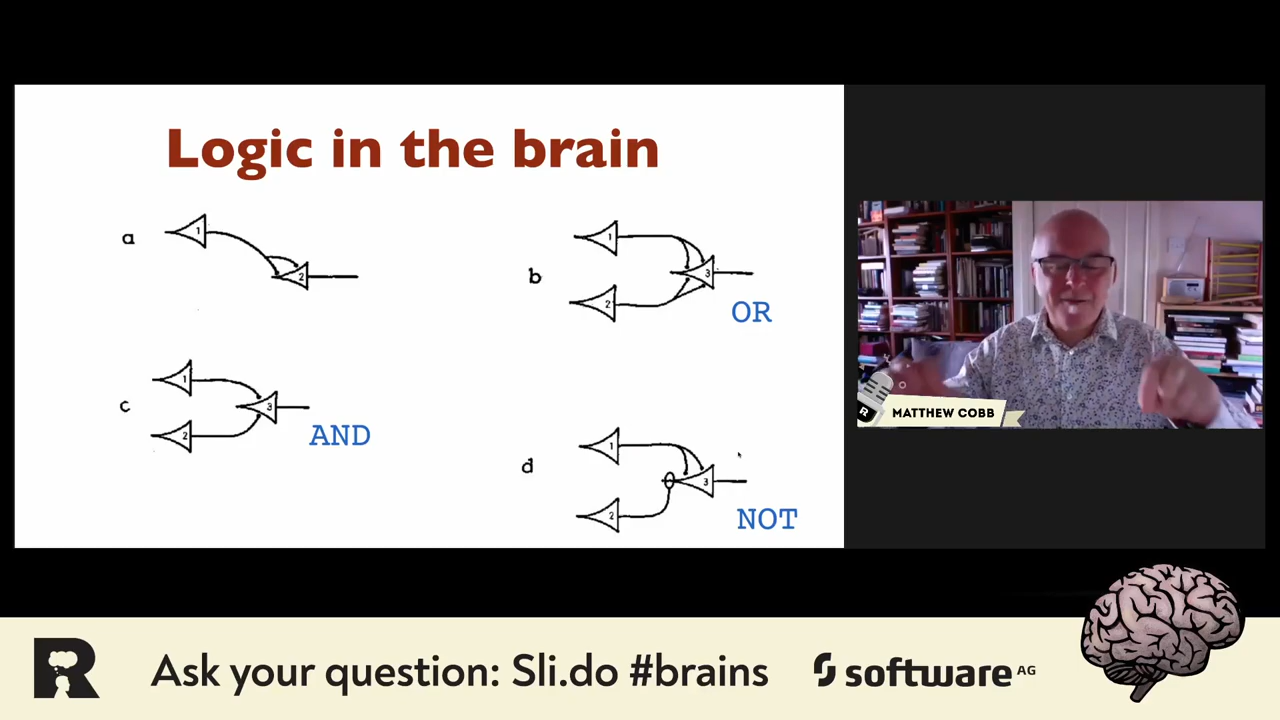 Logic in the brain
a
1
2
b
1
2
3
OR
c
1
2
3
AND
d
1
2
3
NOT
R
MATTHEW COBB
R
Ask your question: Sli.do #brains
software AG